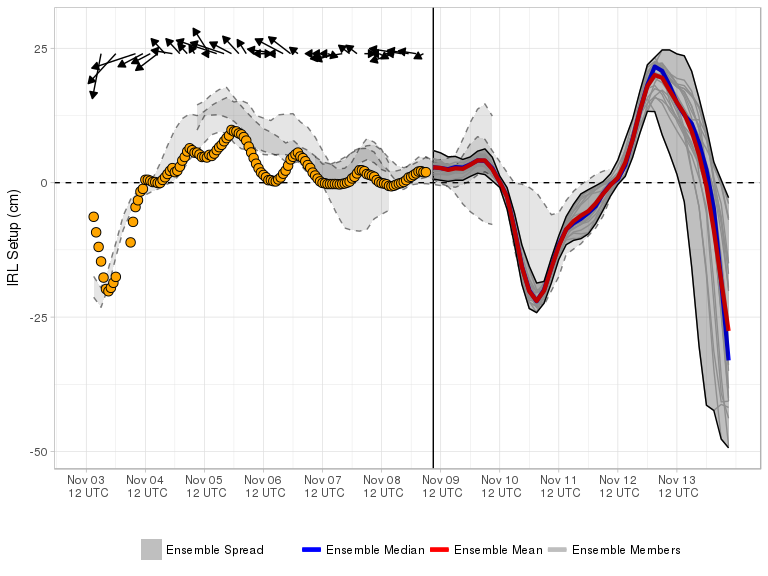 25
0
-25
-50
IRL Setup (cm)
Nov 03 Nov 04 Nov 05 Nov 06 Nov 07 Nov 08 Nov 09 Nov 10 Nov 11 Nov 12 Nov 13
12 UTC 12 UTC 12 UTC 12 UTC 12 UTC 12 UTC 12 UTC 12 UTC 12 UTC 12 UTC 12 UTC
Ensemble Spread Ensemble Median Ensemble Mean Ensemble Members